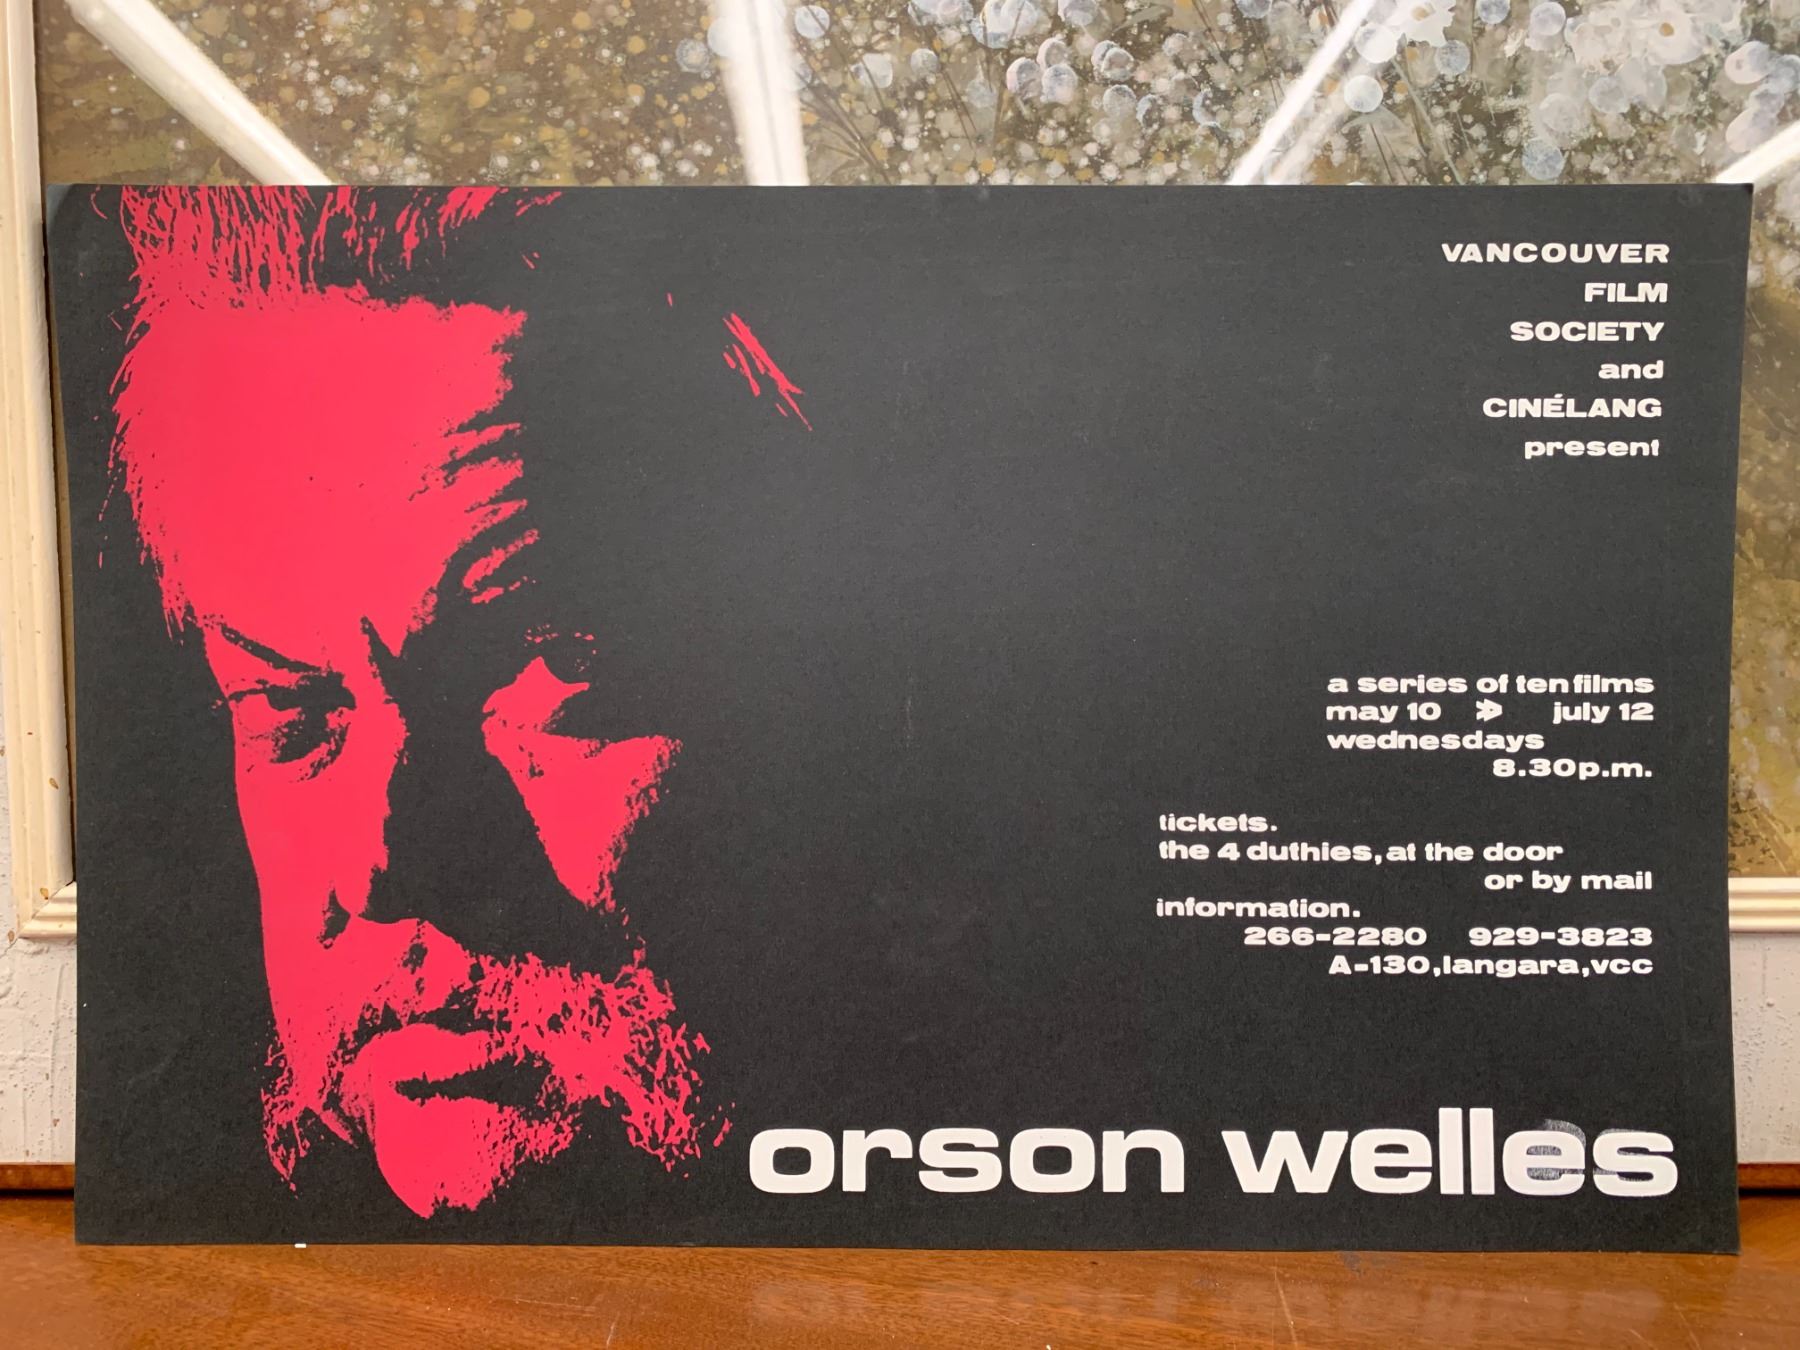 VANCOUVER
FILM
SOCIETY
and
CINÉLANG
present
a series of ten films
may 10 july 12
wednesdays
8.30p.m.
tickets.
the 4 duthies, at the door
or by mail
information.
266-2280 929-3823
A-130, langara, vcc
orson welles